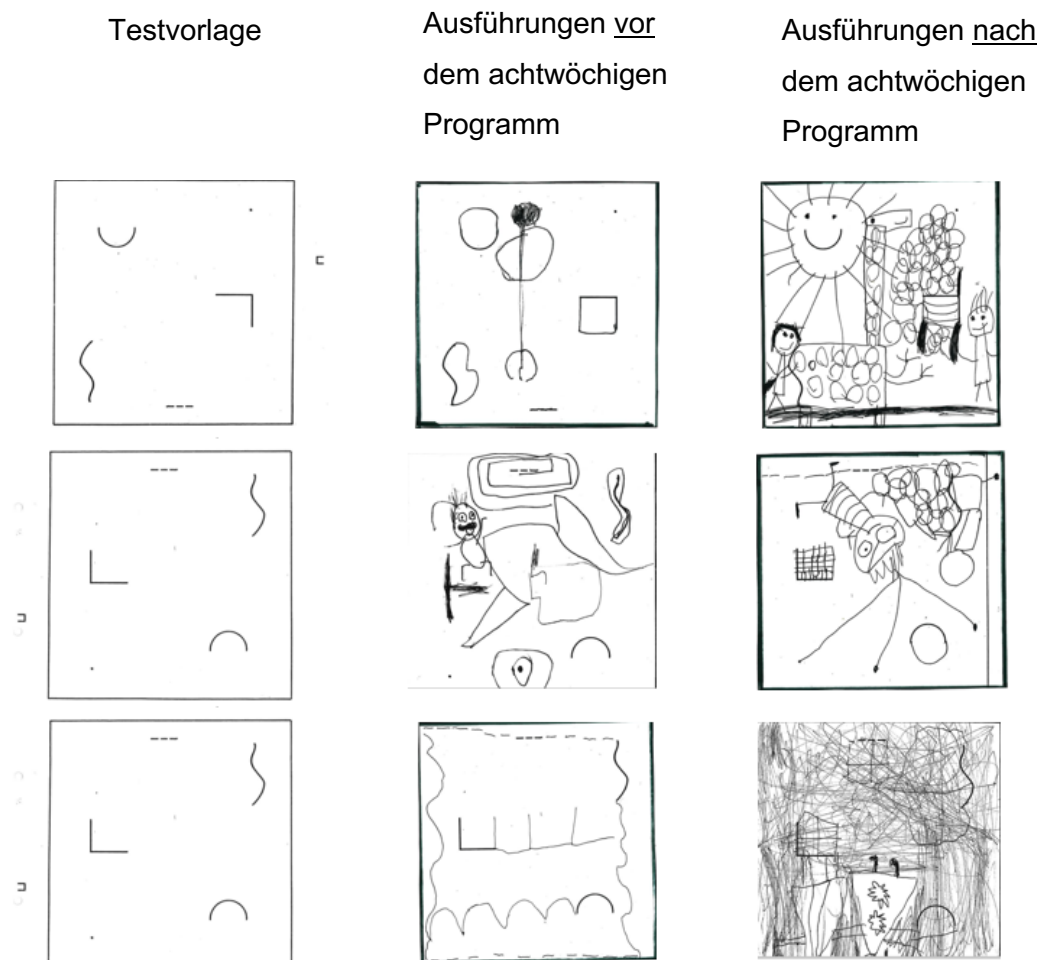 Testvorlage
Ausführungen vor
dem achtwöchigen
Programm
Ausführungen nach
dem achtwöchigen
Programm